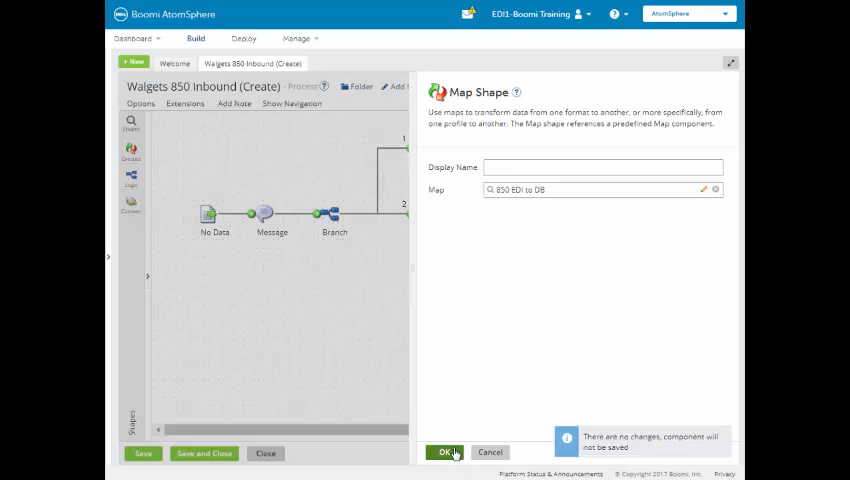 DELL Boomi AtomSphere
EDI1-Boomi Training
AtomSphere
Dashboard
Build
Deploy
Manage
+ New
Welcome
Walgets 850 Inbound (Create)
Walgets 850 Inbound (Create) - Process
Folder
Add
Options
Extensions
Add Note
Show Navigation
Shapes
Execute
Logic
Connect
1
2
No Data
Message
Branch
Shapes
Save
Save and Close
Close
Map Shape
Use maps to transform data from one format to another, or more specifically, from
one profile to another. The Map shape references a predefined Map component.
Display Name
Map
850 EDI to DB
OK
Cancel
There are no changes, component will
not be saved
Platform Status & Announcements
© Copyright 2017 Boomi, Inc.
Privacy